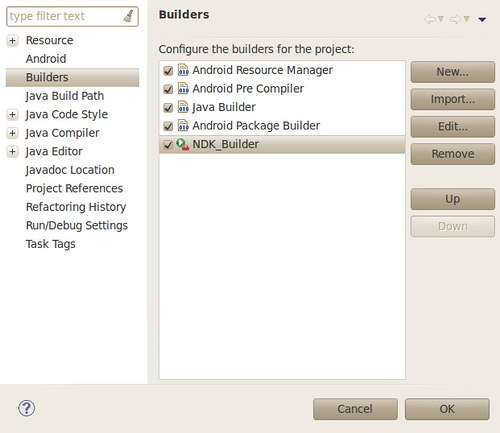 type filter text
Resource
Android
Builders
Java Build Path
Java Code Style
Java Compiler
Java Editor
Javadoc Location
Project References
Refactoring History
Run/Debug Settings
Task Tags
Builders
Configure the builders for the project:
Android Resource Manager
Android Pre Compiler
Java Builder
Android Package Builder
NDK_Builder
New...
Import...
Edit...
Remove
Up
Down
?
Cancel
OK